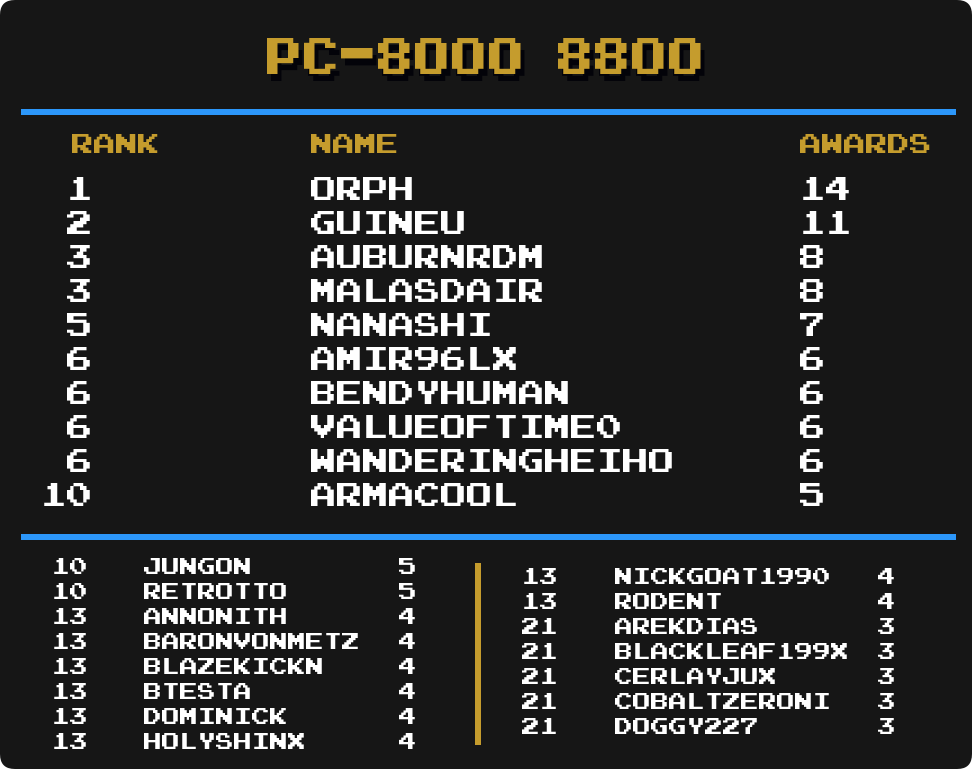 PC-8000 8800
RANK NAME AWARDS
1 ORPH 14
2 GUINEU 11
3 AUBURNRDM 8
3 MALASDAIR 8
5 NANASHI 7
6 AMIR96LX 6
6 BENDYHUMAN 6
6 VALUEOFTIME0 6
6 WANDERINGHEIHO 6
10 ARMACOOL 5
10 JUNGON 5
10 RETROTTO 5
13 ANNONITH 4
13 BARONVONMETZ 4
13 BLAZEKICKN 4
13 BTESTA 4
13 DOMINICK 4
13 HOLYSHINX 4
13 NICKGOAT1990 4
13 RODENT 4
21 AREKDIAS 3
21 BLACKLEAF199X 3
21 CERLAYJUX 3
21 COBALTZERONI 3
21 DOGGY227 3